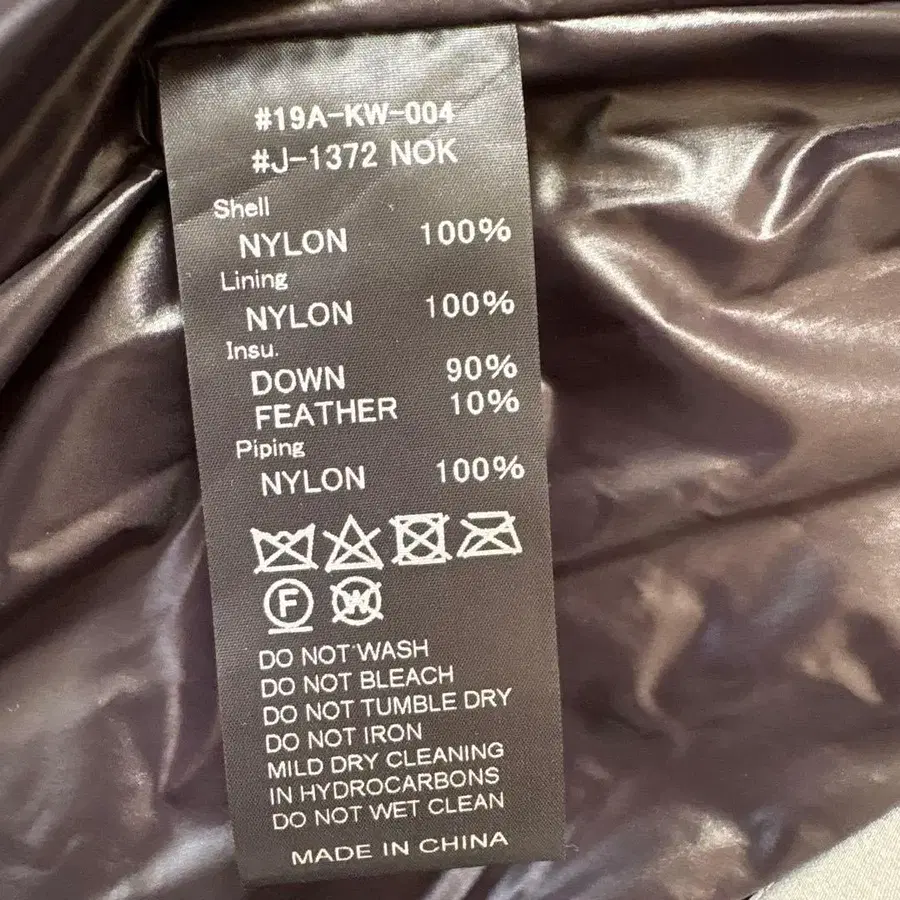 #19A-KW-004
#J-1372 NOK
Shell
NYLON 100%
Lining
NYLON 100%
Insu.
DOWN 90%
FEATHER 10%
Piping
NYLON 100%
F W
DO NOT WASH
DO NOT BLEACH
DO NOT TUMBLE DRY
DO NOT IRON
MILD DRY CLEANING
IN HYDROCARBONS
DO NOT WET CLEAN
MADE IN CHINA